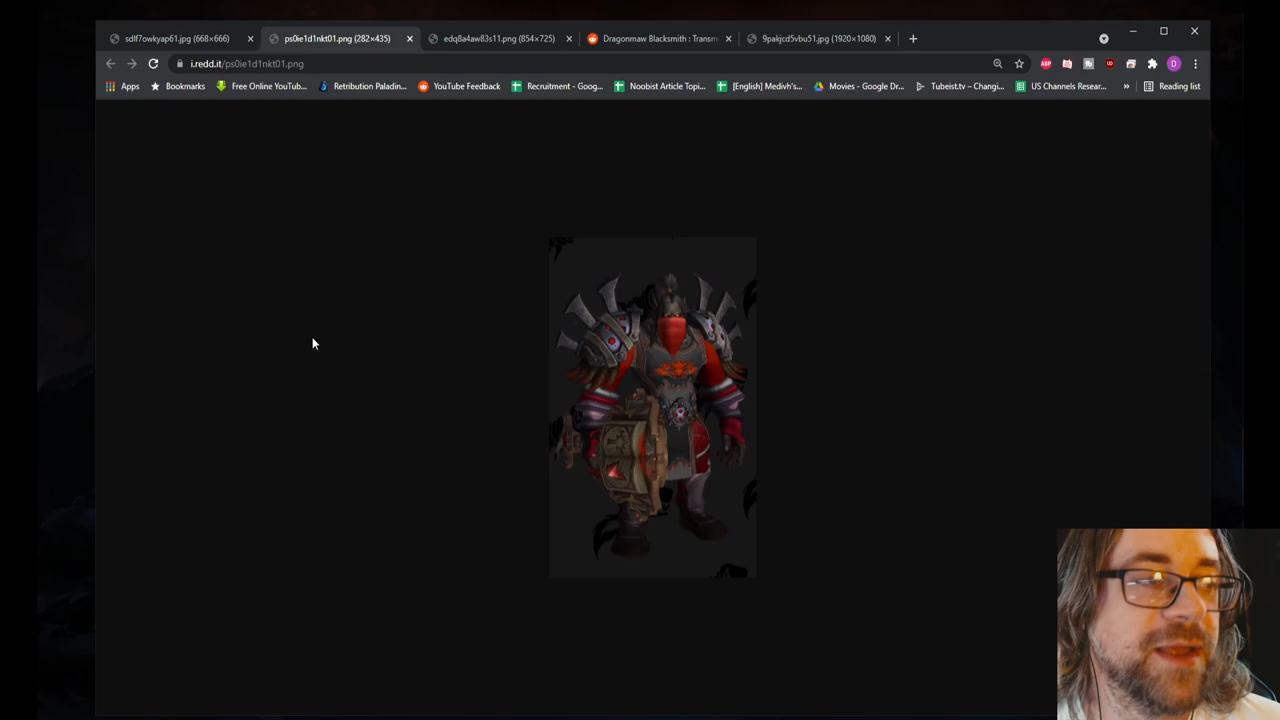 sdlf7owkyap61.jpg (668×666)
ps0ie1d1nkt01.png (282×435)
edq8a4aw83s11.png (854×725)
Dragonmaw Blacksmith : Transm
9pakjcd5vbu51.jpg (1920×1080)
i.redd.it/ps0ie1d1nkt01.png
ABP
UD
D
Apps
Bookmarks
Free Online YouTub...
Retribution Paladin...
YouTube Feedback
Recruitment - Goog...
Noobist Article Topi...
[English] Medivh's...
Movies - Google Dr...
Tubeist.tv – Changi...
US Channels Resear...
»
Reading list